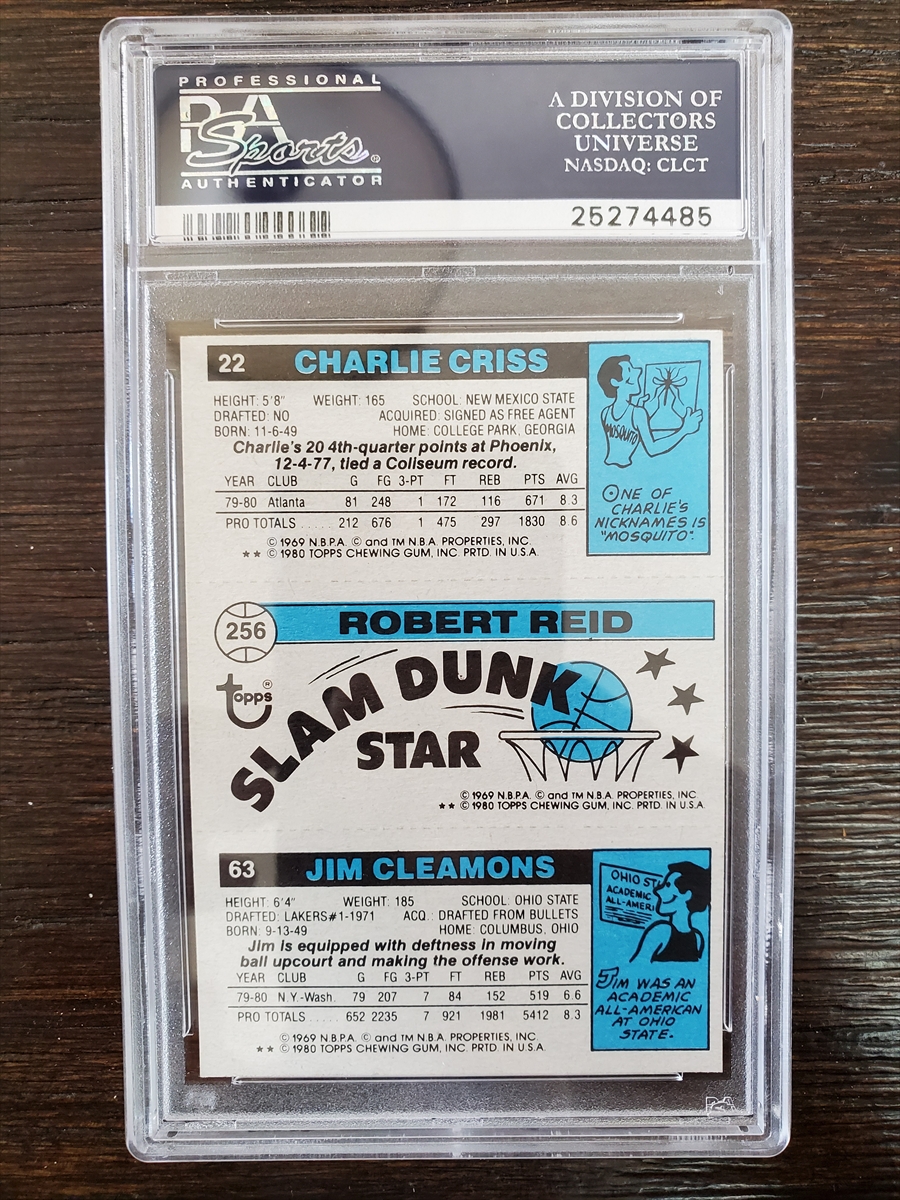 PROFESSIONAL
PSA
Sports®
AUTHENTICATOR
A DIVISION OF
COLLECTORS
UNIVERSE
NASDAQ: CLCT
25274485
22 CHARLIE CRISS
HEIGHT: 5'8" WEIGHT: 165 SCHOOL: NEW MEXICO STATE
DRAFTED: NO ACQUIRED: SIGNED AS FREE AGENT
BORN: 11-6-49 HOME: COLLEGE PARK, GEORGIA
Charlie's 20 4th-quarter points at Phoenix,
12-4-77, tied a Coliseum record.
YEAR CLUB G FG 3-PT FT REB PTS AVG
79-80 Atlanta 81 248 1 172 116 671 8.3
PRO TOTALS ..... 212 676 1 475 297 1830 8.6
© 1969 N.B.P.A. © and TM N.B.A. PROPERTIES, INC.
★★ © 1980 TOPPS CHEWING GUM, INC. PRTD. IN U.S.A.
MOSQUITO
ONE OF
CHARLIE'S
NICKNAMES IS
"MOSQUITO".
256 ROBERT REID
Topps®
SLAM DUNK
STAR
© 1969 N.B.P.A. © and TM N.B.A. PROPERTIES, INC
★★ © 1980 TOPPS CHEWING GUM, INC. PRTD. IN U.S.A.
63 JIM CLEAMONS
HEIGHT: 6'4" WEIGHT: 185 SCHOOL: OHIO STATE
DRAFTED: LAKERS #1-1971 ACQ.: DRAFTED FROM BULLETS
BORN: 9-13-49 HOME: COLUMBUS, OHIO
Jim is equipped with deftness in moving
ball upcourt and making the offense work.
YEAR CLUB G FG 3-PT FT REB PTS AVG
79-80 N.Y.-Wash. 79 207 7 84 152 519 6.6
PRO TOTALS ..... 652 2235 7 921 1981 5412 8.3
© 1969 N.B.P.A. © and TM N.B.A. PROPERTIES, INC.
★★ © 1980 TOPPS CHEWING GUM, INC. PRTD. IN U.S.A.
OHIO ST
ACADEMIC
ALL-AMERI
JIM WAS AN
ACADEMIC
ALL-AMERICAN
AT OHIO
STATE.
PSA